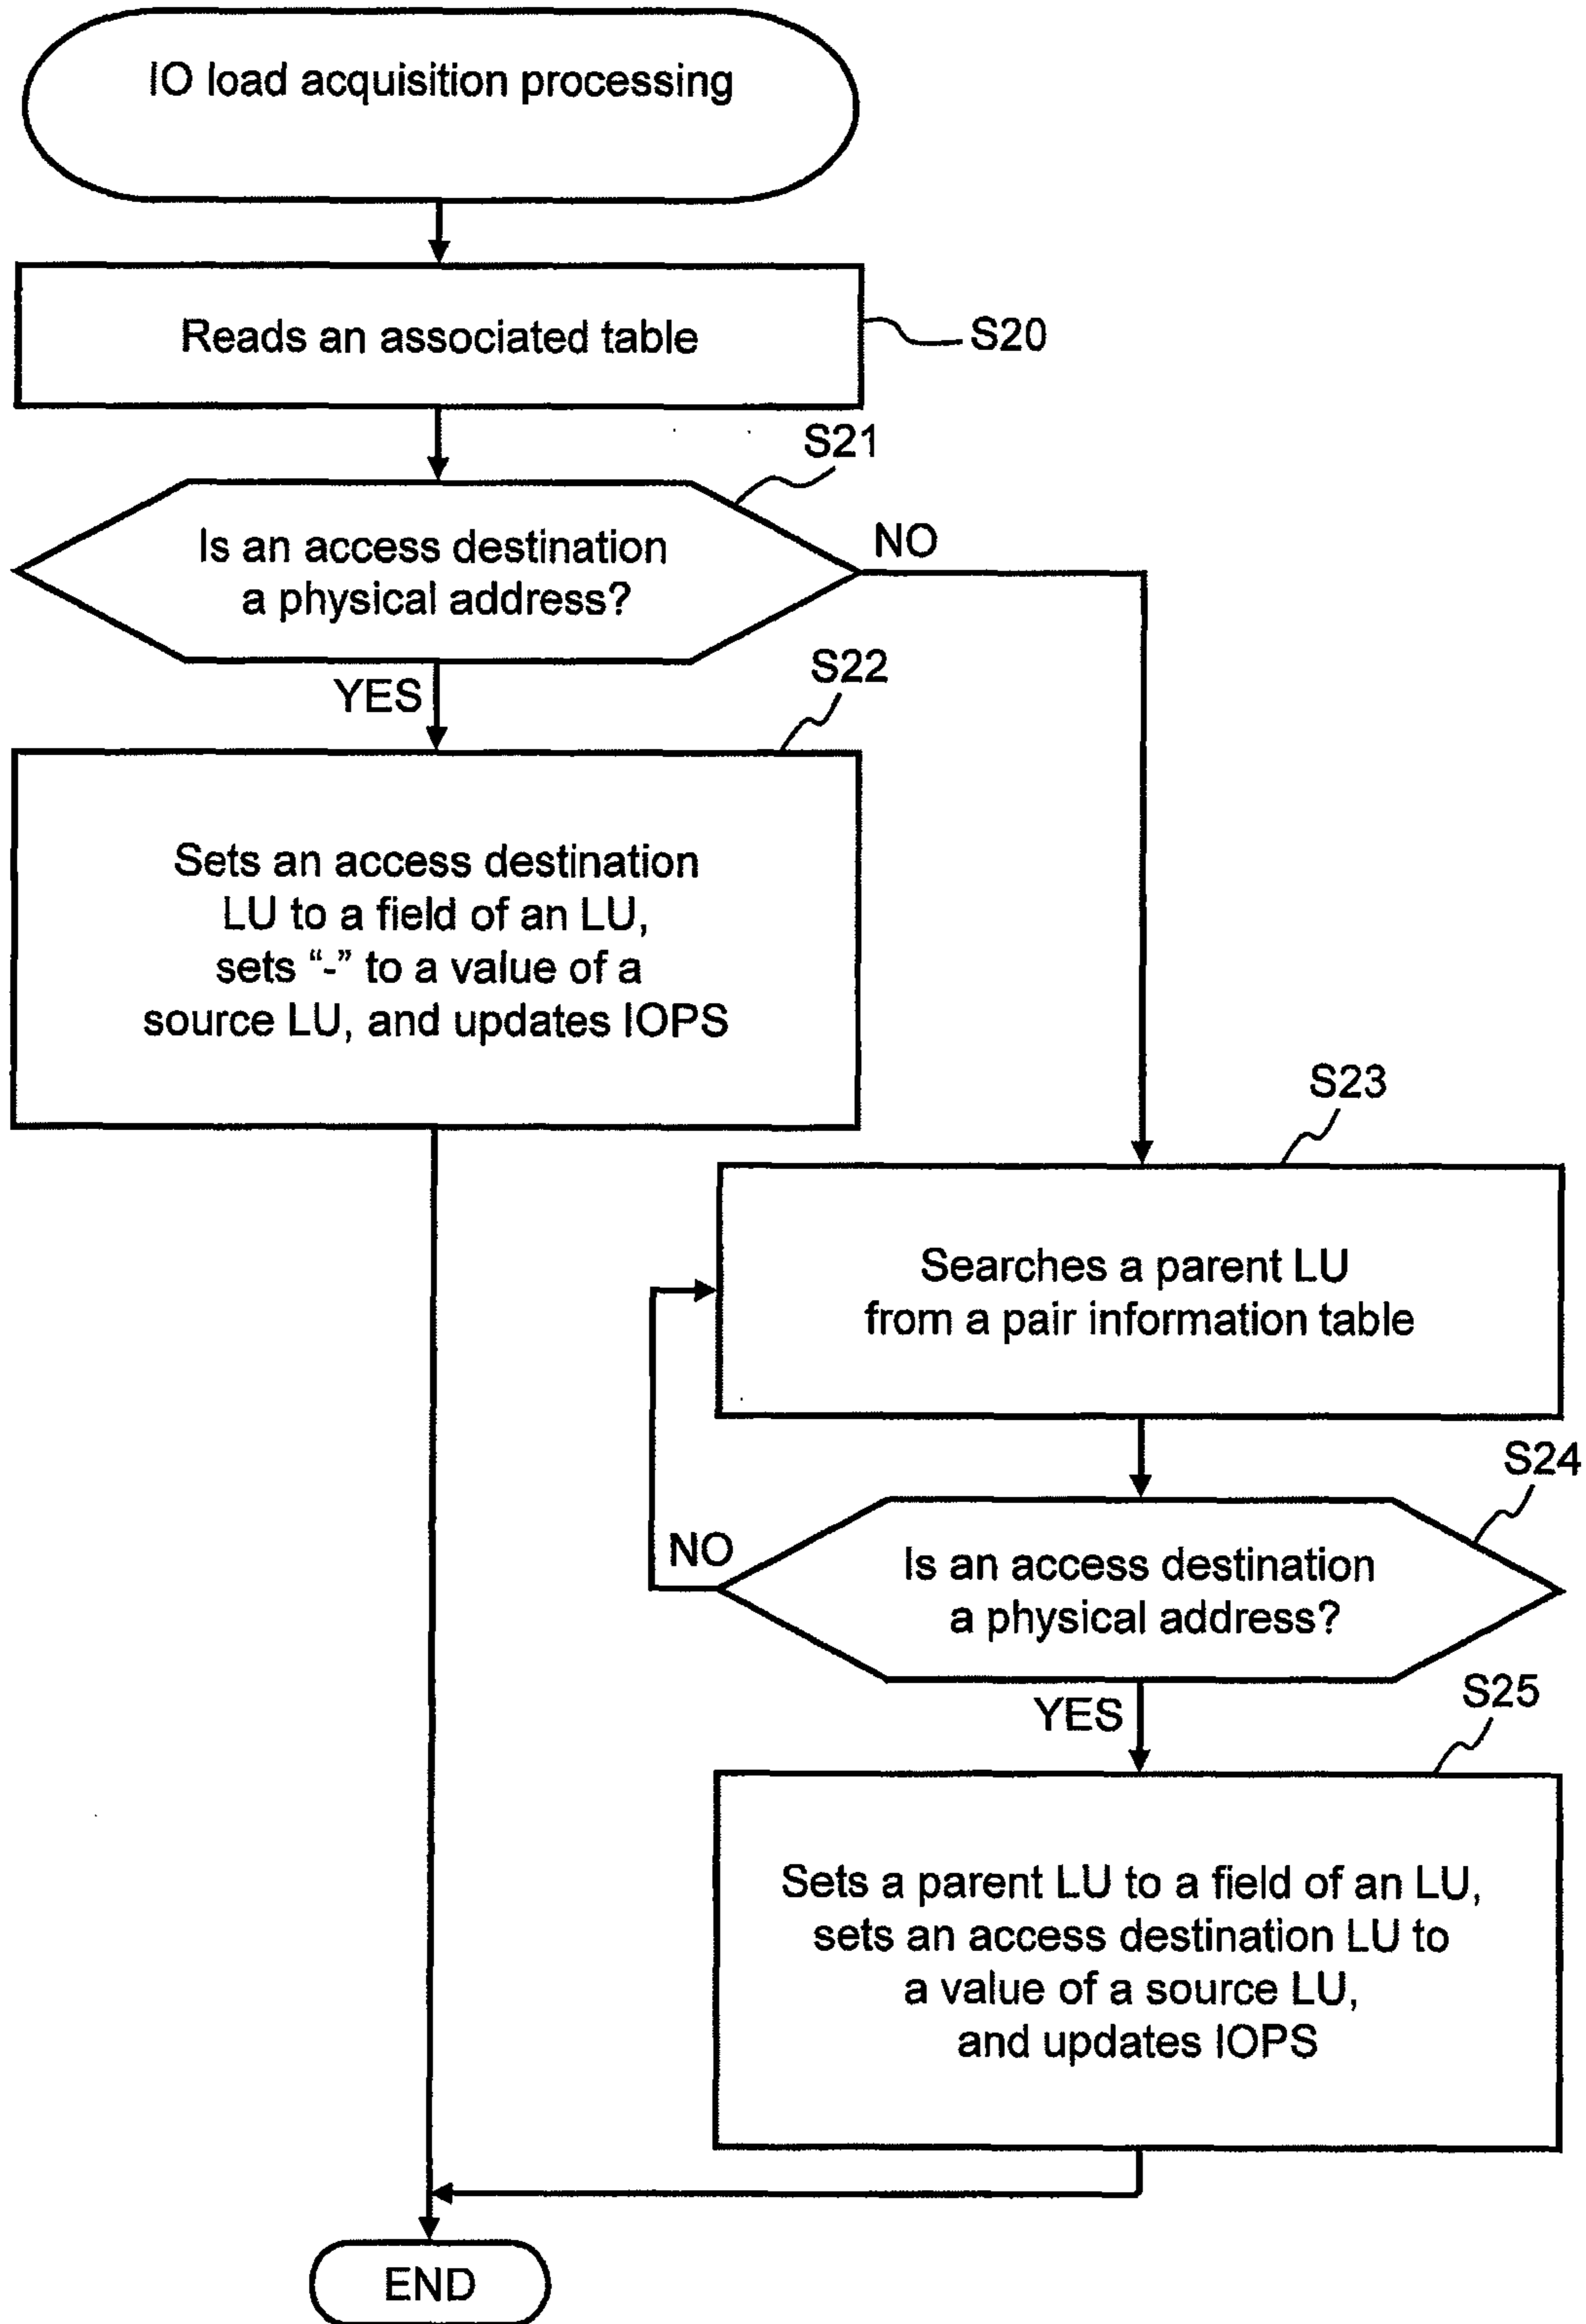 IO load acquisition processing
Reads an associated table
S20
S21
Is an access destination
a physical address?
NO
YES
S22
Sets an access destination
LU to a field of an LU,
sets “-” to a value of a
source LU, and updates IOPS
S23
Searches a parent LU
from a pair information table
S24
NO
Is an access destination
a physical address?
YES
S25
Sets a parent LU to a field of an LU,
sets an access destination LU to
a value of a source LU,
and updates IOPS
END